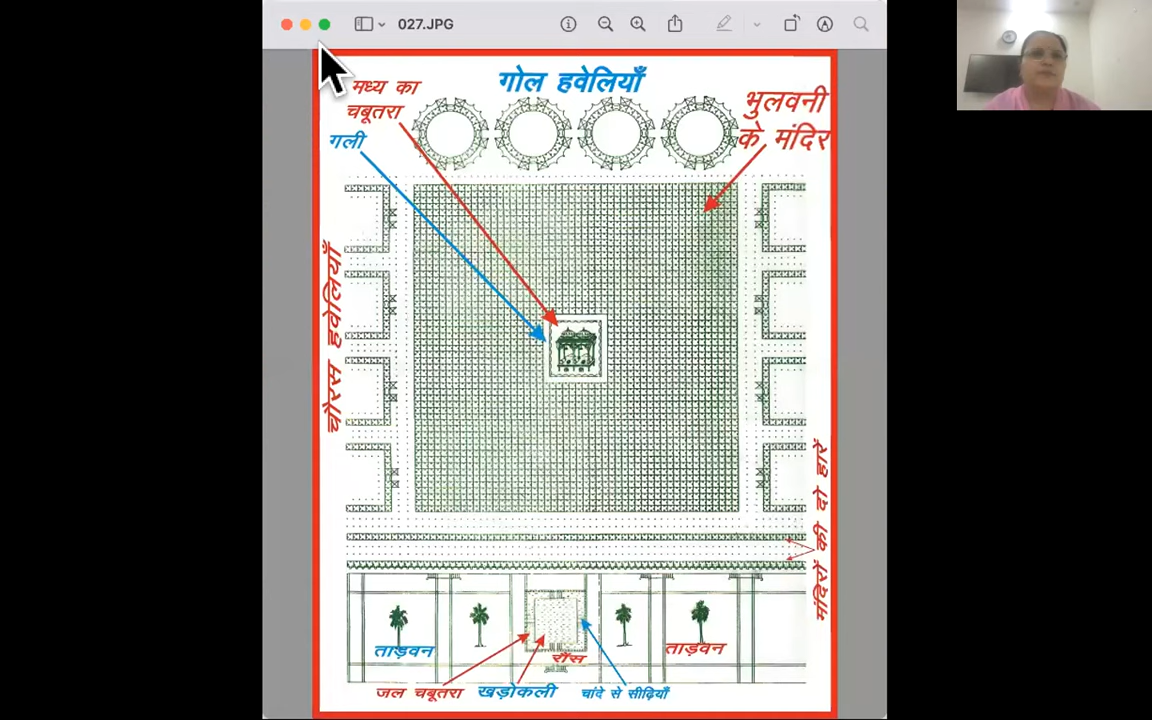 027.JPG
मध्य का
चबूतरा
गली
गोल हवेलियाँ
भुलवनी
के मंदिर
चोरस हवेलियाँ
मंदिरों की दो हारें
ताड़वन
ताड़वन
रौंस
जल चबूतरा
खड़ोकली
चांदे से सीढ़ियाँ